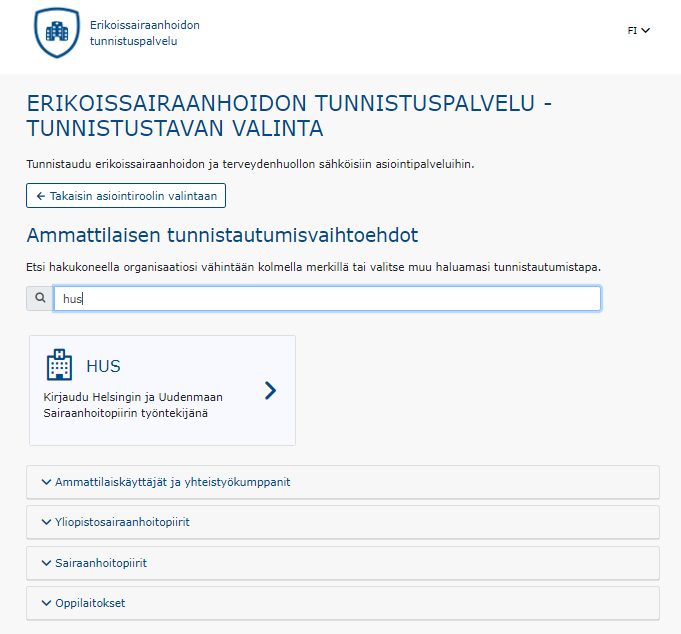 Erikoissairaanhoidon
tunnistuspalvelu
FI
ERIKOISSAIRAANHOIDON TUNNISTUSPALVELU -
TUNNISTUSTAVAN VALINTA
Tunnistaudu erikoissairaanhoidon ja terveydenhuollon sähköisiin asiointipalveluihin.
← Takaisin asiointiroolin valintaan
Ammattilaisen tunnistautumisvaihtoehdot
Etsi hakukoneella organisaatiosi vähintään kolmella merkillä tai valitse muu haluamasi tunnistautumistapa.
hus
H
HUS
Kirjaudu Helsingin ja Uudenmaan
Sairaanhoitopiirin työntekijänä
Ammattilaiskäyttäjät ja yhteistyökumppanit
Yliopistosairaanhoitopiirit
Sairaanhoitopiirit
Oppilaitokset